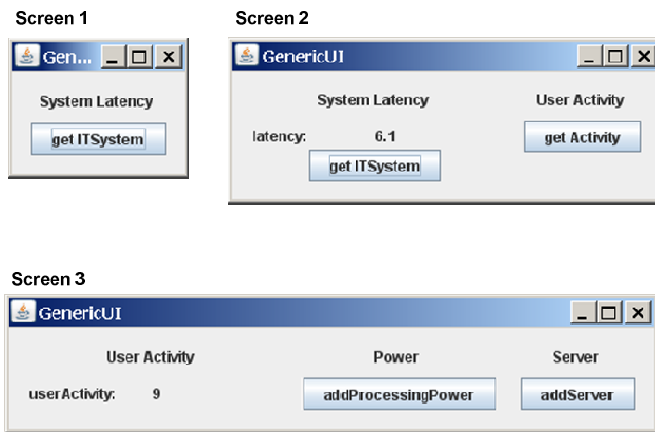 Screen 1
Gen...
System Latency
get ITSystem
Screen 2
GenericUI
System Latency
User Activity
latency:
6.1
get Activity
get ITSystem
Screen 3
GenericUI
User Activity
Power
Server
userActivity:
9
addProcessingPower
addServer